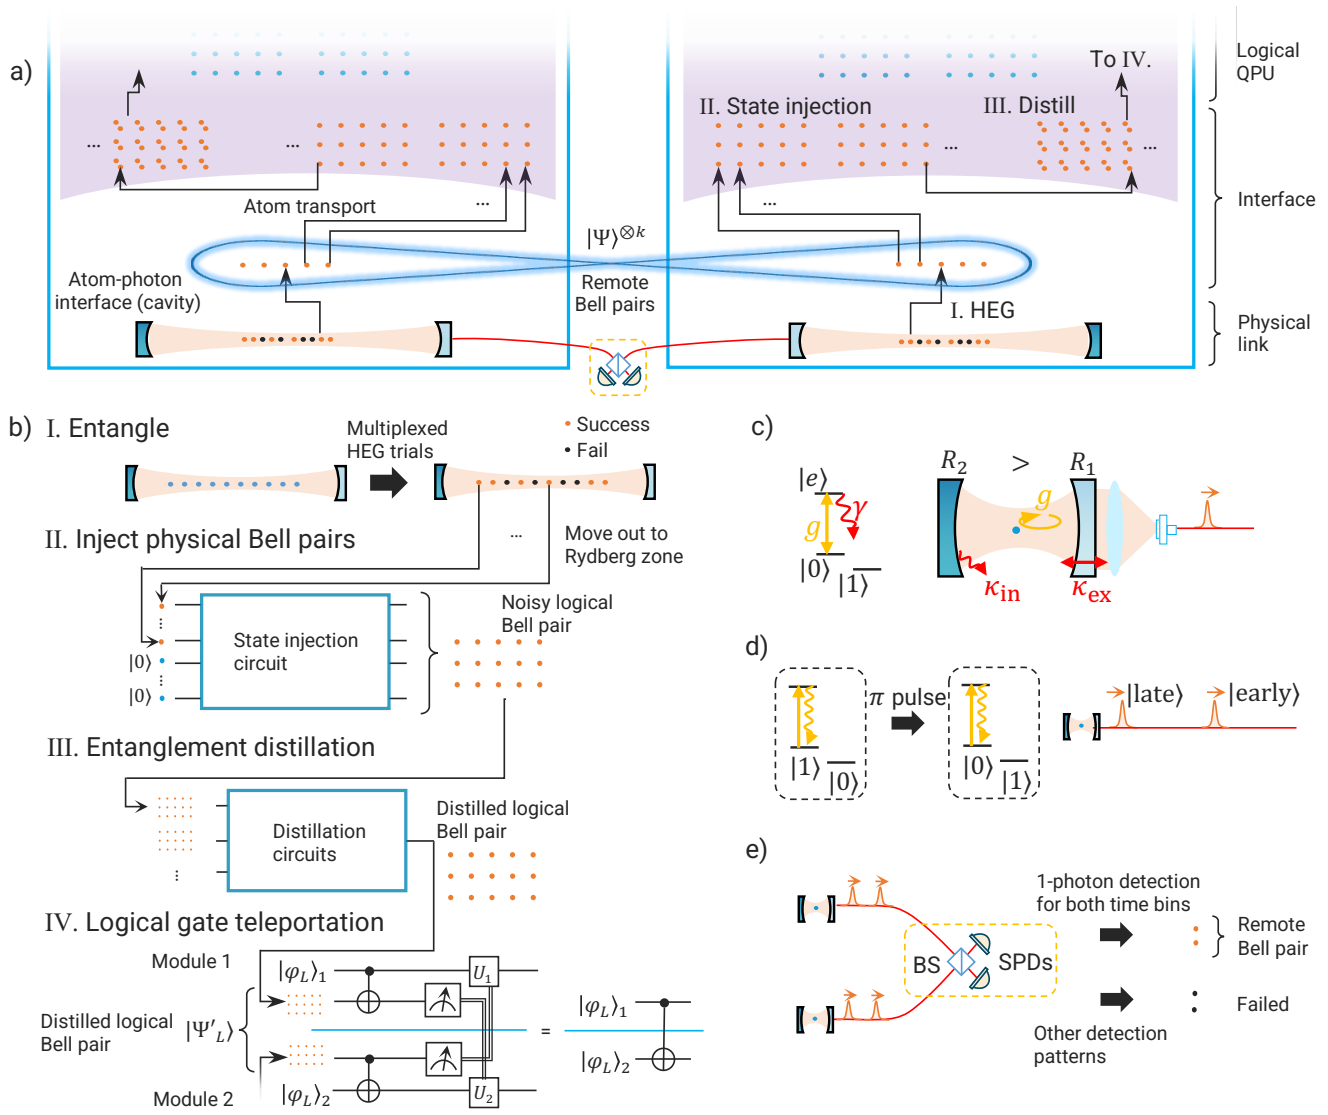 a)
Logical
QPU
To IV.
II. State injection
III. Distill
...
...
...
...
Interface
Atom transport
...
...
|Ψ⟩⊗k
Atom-photon
interface (cavity)
Remote
Bell pairs
I. HEG
Physical
link
b)
I. Entangle
Multiplexed
HEG trials
Success
Fail
II. Inject physical Bell pairs
...
Move out to
Rydberg zone
State injection
circuit
|0⟩
|0⟩
Noisy logical
Bell pair
III. Entanglement distillation
Distillation
circuits
Distilled logical
Bell pair
IV. Logical gate teleportation
Module 1
|φL⟩1
U1
Distilled logical
Bell pair
|Ψ′L⟩
=
|φL⟩1
|φL⟩2
Module 2
|φL⟩2
U2
c)
R2 > R1
|e⟩
γ
g
g
|0⟩
|1⟩
κin
κex
d)
π pulse
|late⟩
|early⟩
|1⟩
|0⟩
|0⟩
|1⟩
e)
1-photon detection
for both time bins
Remote
Bell pair
BS
SPDs
Failed
Other detection
patterns